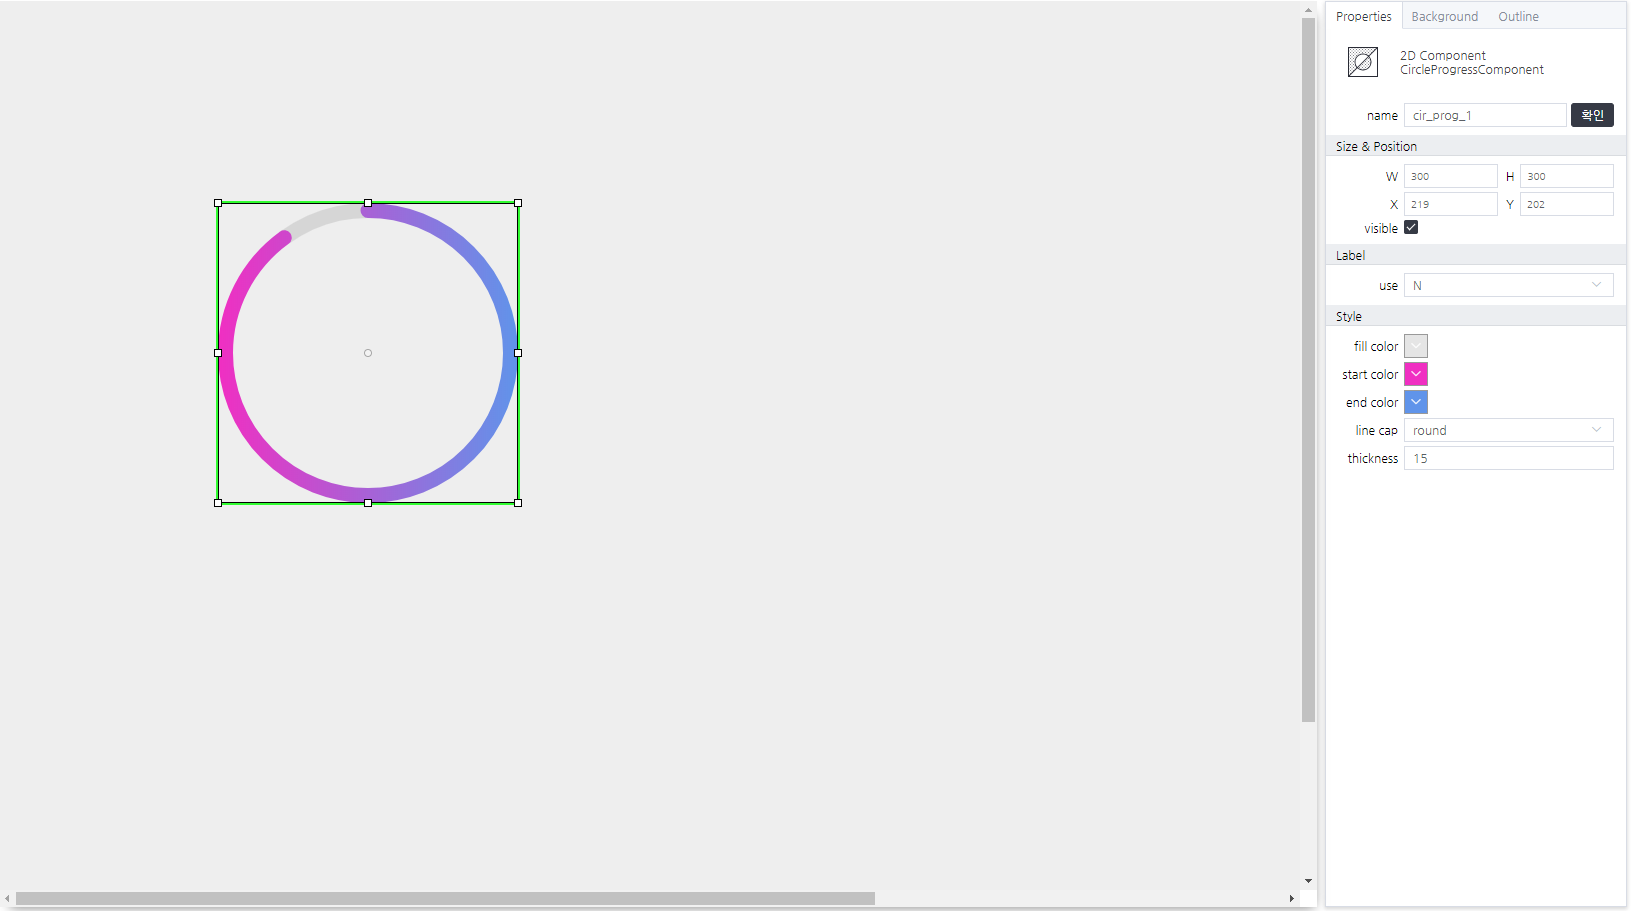 Properties Background Outline
2D Component
CircleProgressComponent
name cir_prog_1 확인
Size & Position
W 300 H 300
X 219 Y 202
visible
Label
use N
Style
fill color
start color
end color
line cap round
thickness 15